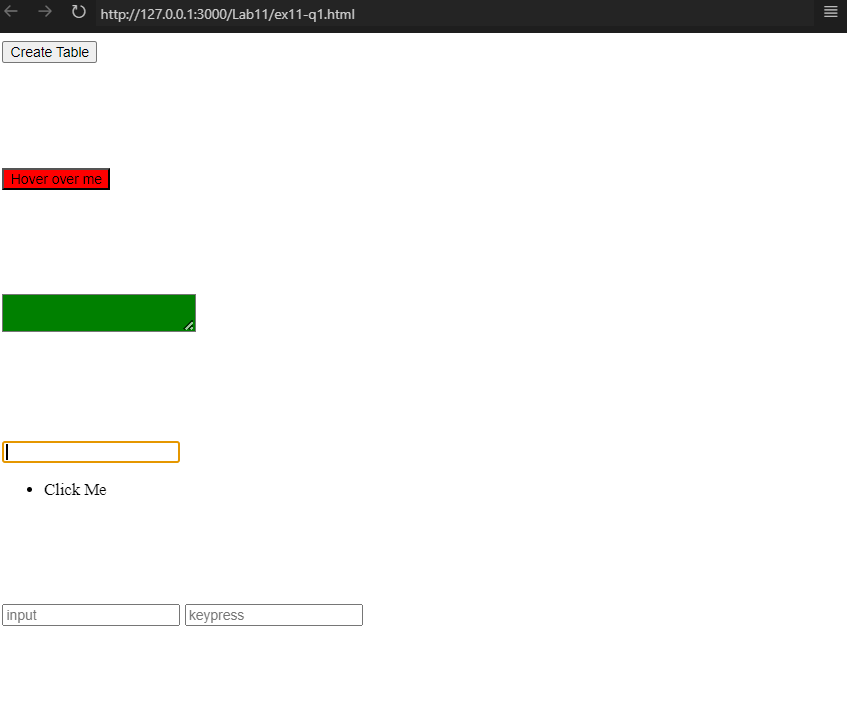 http://127.0.0.1:3000/Lab11/ex11-q1.html
Create Table
Hover over me
Click Me
input keypress